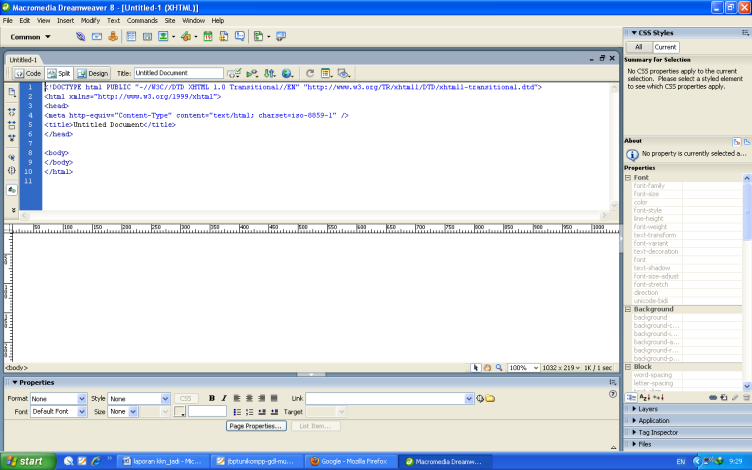 Macromedia Dreamweaver 8 - [Untitled-1 (XHTML)]
File Edit View Insert Modify Text Commands Site Window Help
Common
Untitled-1
Code Split Design Title: Untitled Document
1 <!DOCTYPE html PUBLIC "-//W3C//DTD XHTML 1.0 Transitional//EN" "http://www.w3.org/TR/xhtml1/DTD/xhtml1-transitional.dtd">
2 <html xmlns="http://www.w3.org/1999/xhtml">
3 <head>
4 <meta http-equiv="Content-Type" content="text/html; charset=iso-8859-1" />
5 <title>Untitled Document</title>
6 </head>
7
8 <body>
9 </body>
10 </html>
11
50 100 150 200 250 300 350 400 450 500 550 600 650 700 750 800 850 900 950 1000
<body>
100% 1032 x 219 1K / 1 sec
Properties
Format None Style None CSS B I Link
Font Default Font Size None Target
Page Properties... List Item...
CSS Styles
All Current
Summary for Selection
No CSS properties apply to the current
selection. Please select a styled element
to see which CSS properties apply.
About
No property is currently selected a...
Properties
Font
font-family
font-size
color
font-style
line-height
font-weight
text-transform
font-variant
text-decoration
font
text-shadow
font-size-adjust
font-stretch
direction
unicode-bidi
Background
background
background-c...
background-i...
background-a...
background-r...
background-p...
Block
word-spacing
letter-spacing
Layers
Application
Tag Inspector
Files
start
laporan kkn_jadi - Mic...
jbptunikompp-gdl-mu...
Google - Mozilla Firefox
Macromedia Dreamw...
EN
9:29